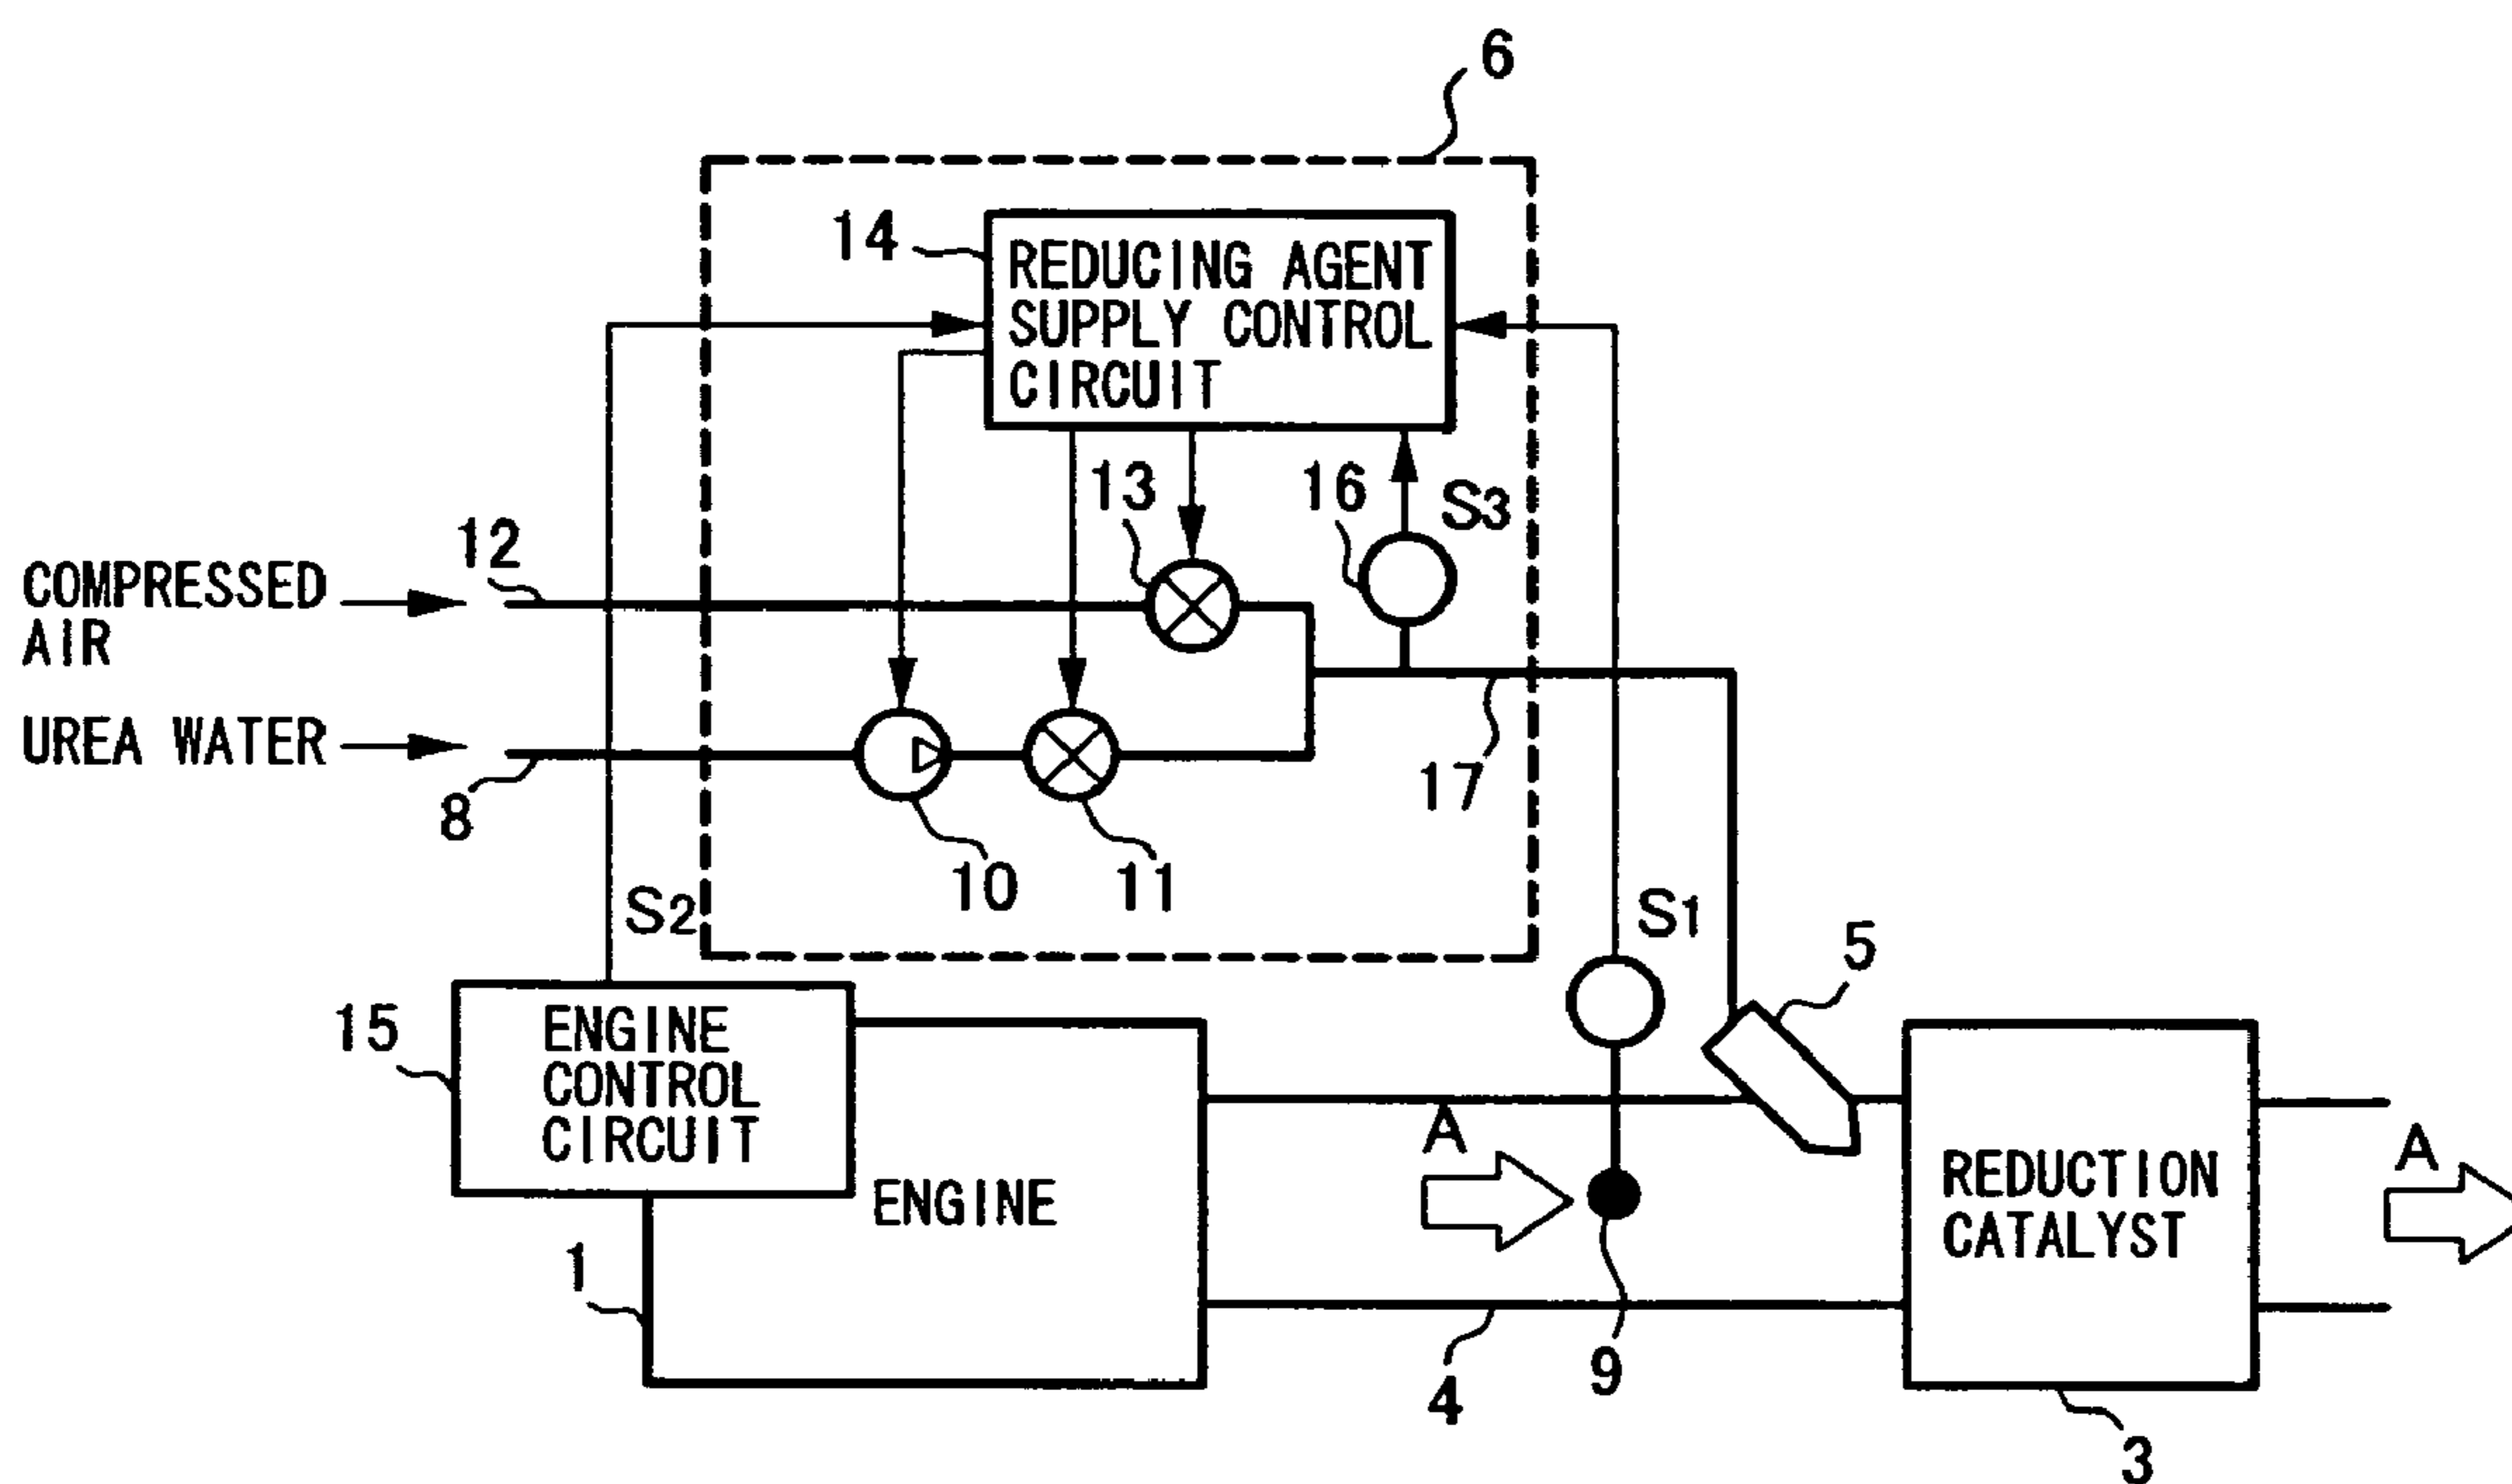 6
14
REDUCING AGENT
SUPPLY CONTROL
CIRCUIT
13
16
S3
12
COMPRESSED
AIR
UREA WATER
8
17
10
11
S2
S1
5
15
ENGINE
CONTROL
CIRCUIT
A
A
ENGINE
REDUCTION
CATALYST
1
9
4
3